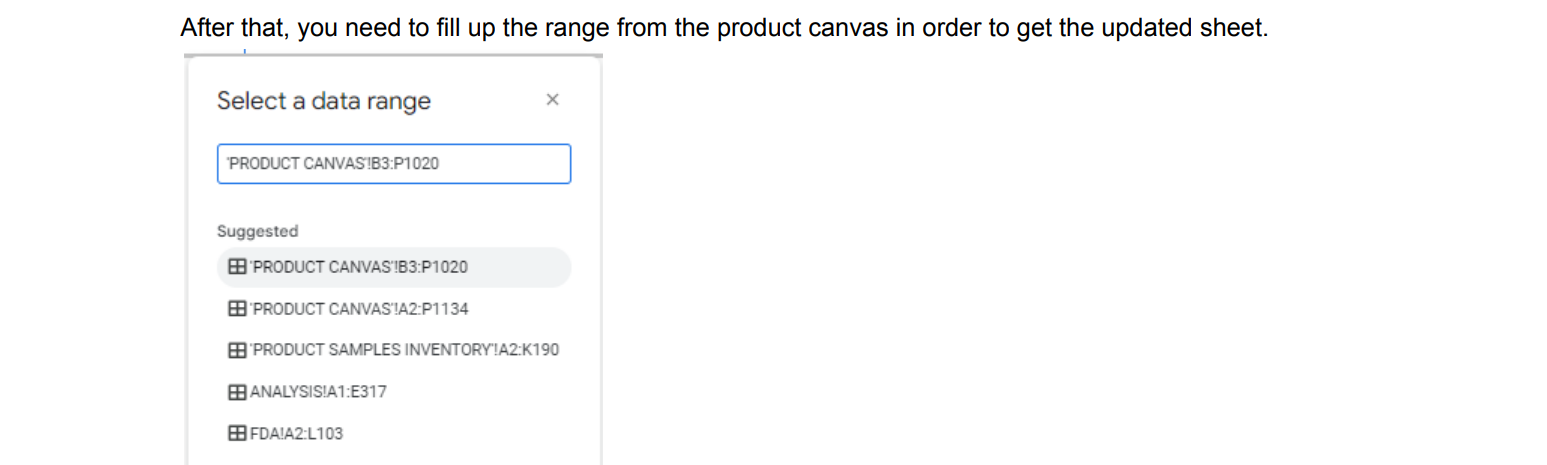 After that, you need to fill up the range from the product canvas in order to get the updated sheet.
Select a data range
'PRODUCT CANVAS'!B3:P1020
Suggested
'PRODUCT CANVAS'!B3:P1020
'PRODUCT CANVAS'!A2:P1134
'PRODUCT SAMPLES INVENTORY'!A2:K190
ANALYSIS!A1:E317
FDA!A2:L103